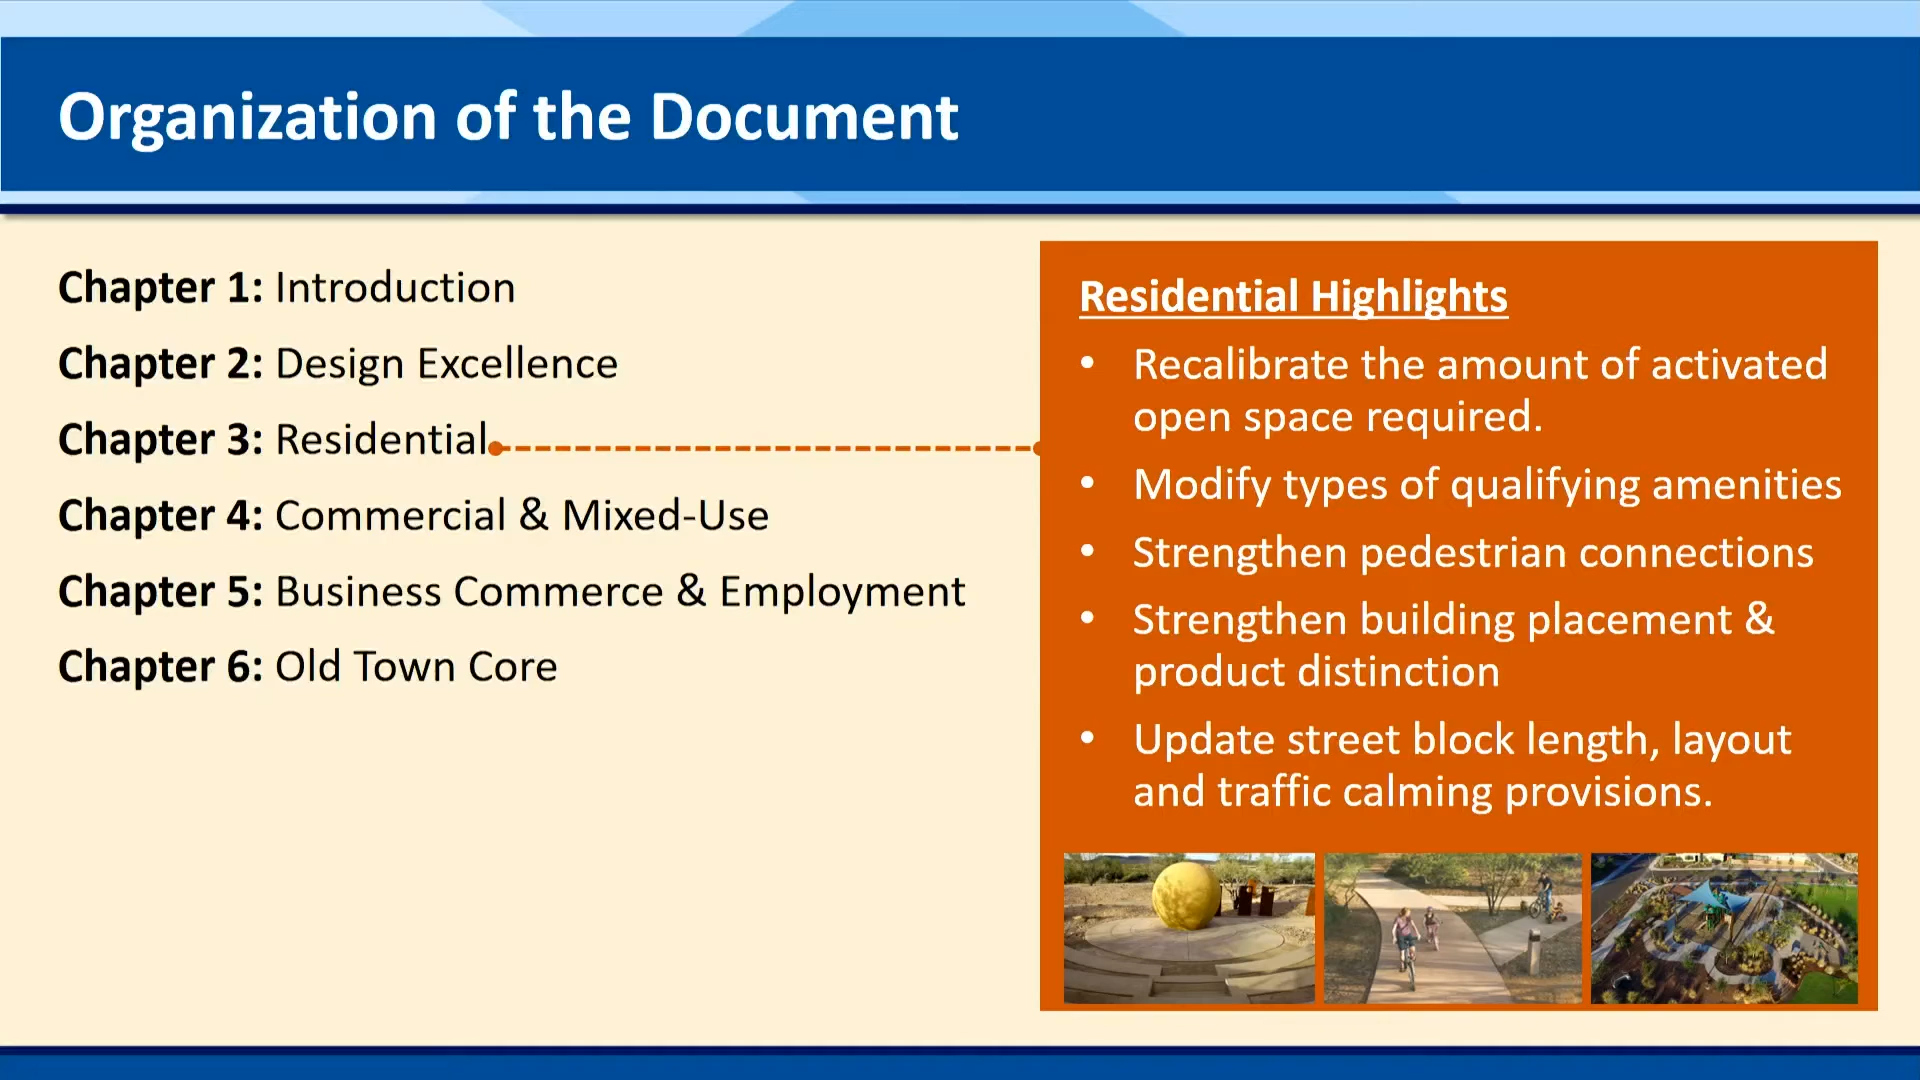 Organization of the Document
Chapter 1: Introduction
Chapter 2: Design Excellence
Chapter 3: Residential
Chapter 4: Commercial & Mixed-Use
Chapter 5: Business Commerce & Employment
Chapter 6: Old Town Core
Residential Highlights
• Recalibrate the amount of activated
open space required.
• Modify types of qualifying amenities
• Strengthen pedestrian connections
• Strengthen building placement &
product distinction
• Update street block length, layout
and traffic calming provisions.